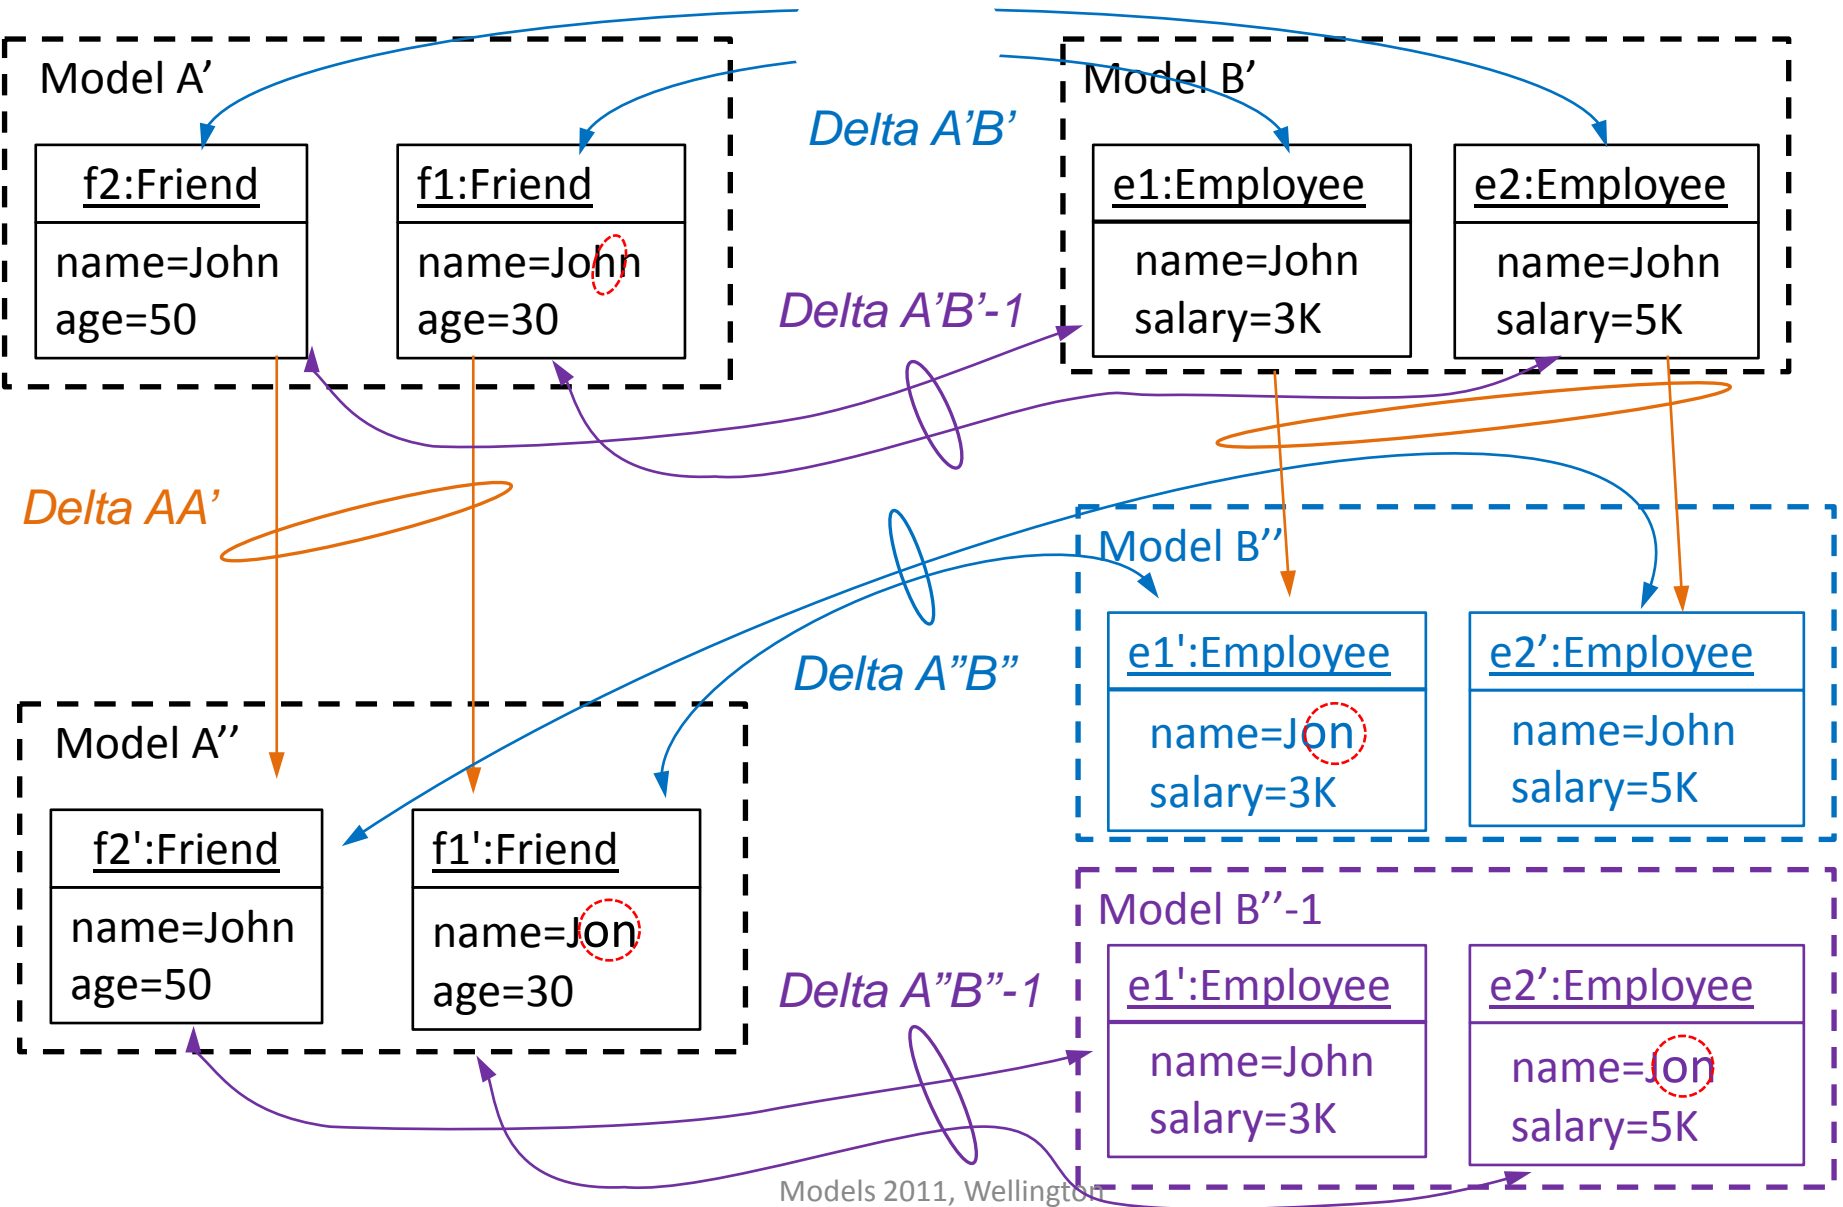 Model A'
f2:Friend
name=John
age=50
f1:Friend
name=John
age=30
Delta A’B’
Delta A’B’-1
Model B’
e1:Employee
name=John
salary=3K
e2:Employee
name=John
salary=5K
Delta AA’
Delta A”B”
Model B’’
e1':Employee
name=Jon
salary=3K
e2’:Employee
name=John
salary=5K
Model A’’
f2':Friend
name=John
age=50
f1':Friend
name=Jon
age=30
Delta A”B”-1
Model B’’-1
e1':Employee
name=John
salary=3K
e2’:Employee
name=Jon
salary=5K
Models 2011, Wellington